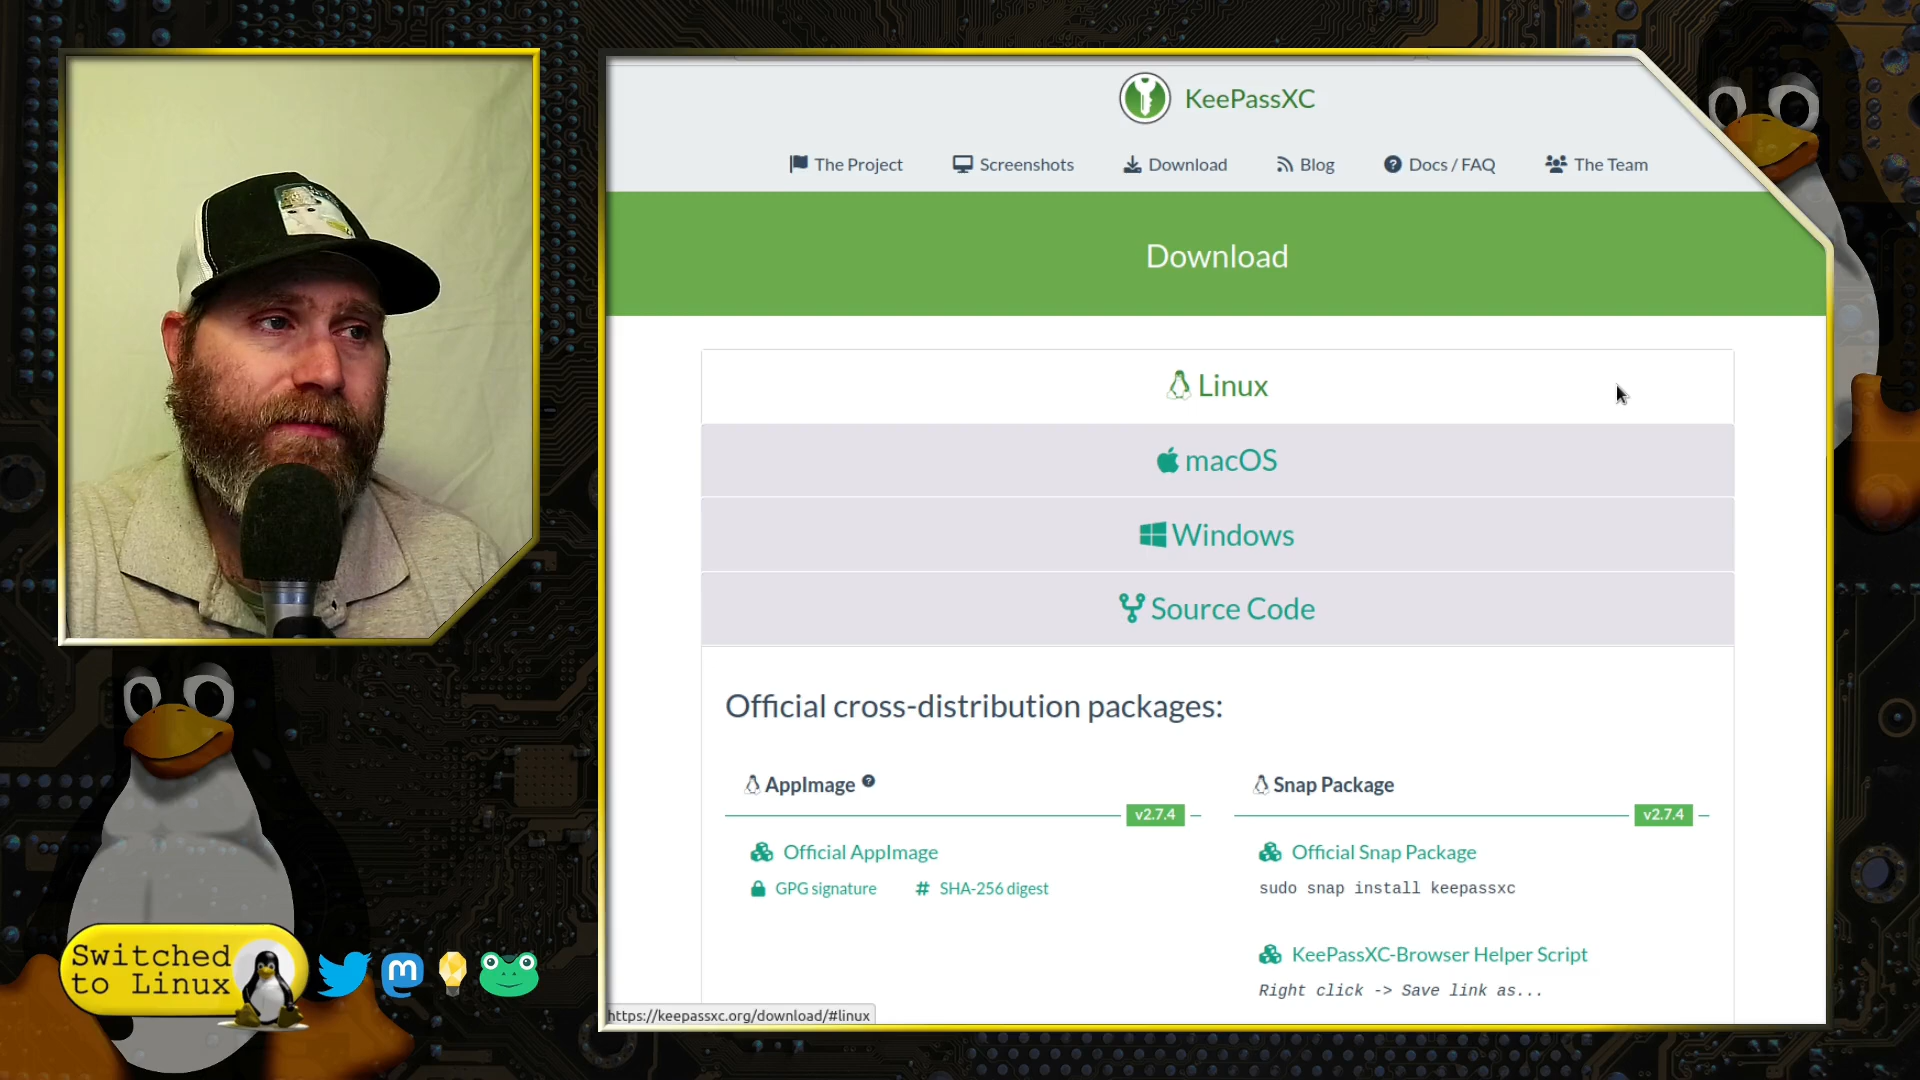 KeePassXC
The Project
Screenshots
Download
Blog
Docs / FAQ
The Team
Download
Linux
macOS
Windows
Source Code
Official cross-distribution packages:
AppImage
Snap Package
v2.7.4
v2.7.4
Official AppImage
Official Snap Package
GPG signature
# SHA-256 digest
sudo snap install keepassxc
KeePassXC-Browser Helper Script
Right click -> Save link as...
https://keepassxc.org/download/#linux
Switched
to Linux